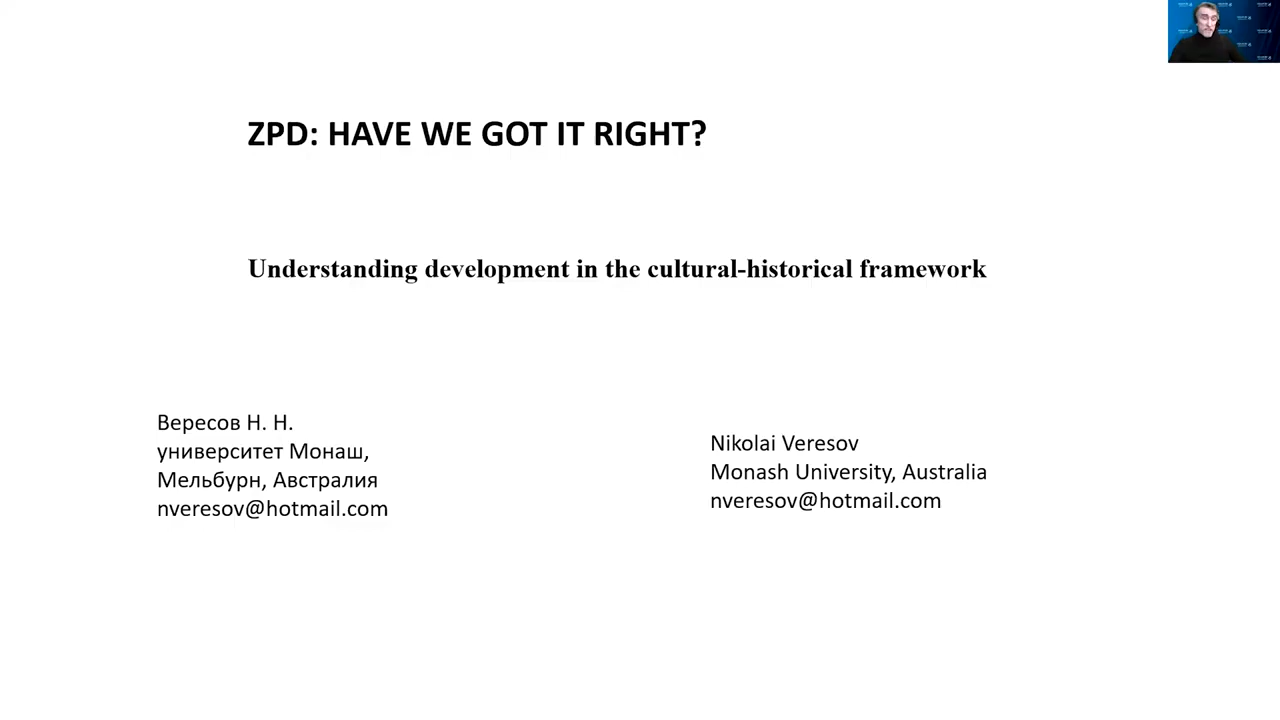 ZPD: HAVE WE GOT IT RIGHT?
Understanding development in the cultural-historical framework
Вересов Н. Н.
университет Монаш,
Мельбурн, Австралия
nveresov@hotmail.com
Nikolai Veresov
Monash University, Australia
nveresov@hotmail.com